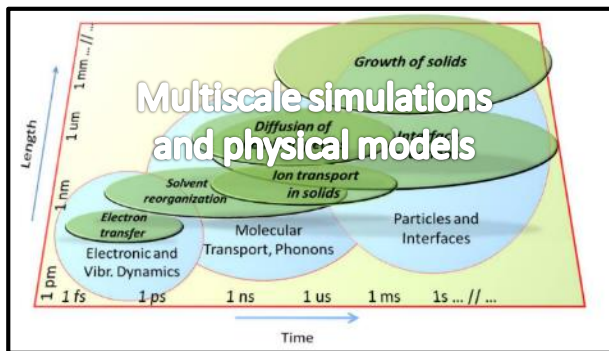 1 mm ... // ...
Growth of solids
Multiscale simulations
and physical models
1 um
Diffusion of
Length
Solvent
reorganization
Ion transport
in solids
1 nm
Electron
transfer
Molecular
Transport, Phonons
Particles and
Interfaces
Electronic and
Vibr. Dynamics
1 pm
1 fs 1 ps 1 ns 1 us 1 ms 1s ... // ...
Time